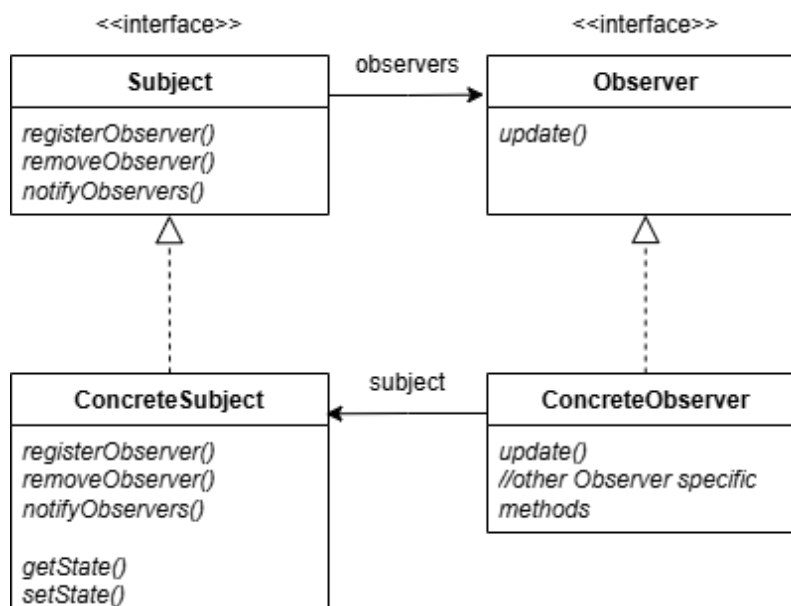 <<interface>>
Subject
registerObserver()
removeObserver()
notifyObservers()
observers
<<interface>>
Observer
update()
ConcreteSubject
registerObserver()
removeObserver()
notifyObservers()
getState()
setState()
subject
ConcreteObserver
update()
//other Observer specific
methods